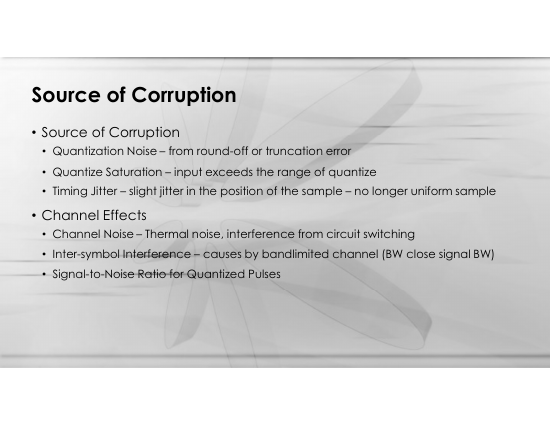 Source of Corruption
• Source of Corruption
• Quantization Noise – from round-off or truncation error
• Quantize Saturation – input exceeds the range of quantize
• Timing Jitter – slight jitter in the position of the sample – no longer uniform sample
• Channel Effects
• Channel Noise – Thermal noise, interference from circuit switching
• Inter-symbol Interference – causes by bandlimited channel (BW close signal BW)
• Signal-to-Noise Ratio for Quantized Pulses